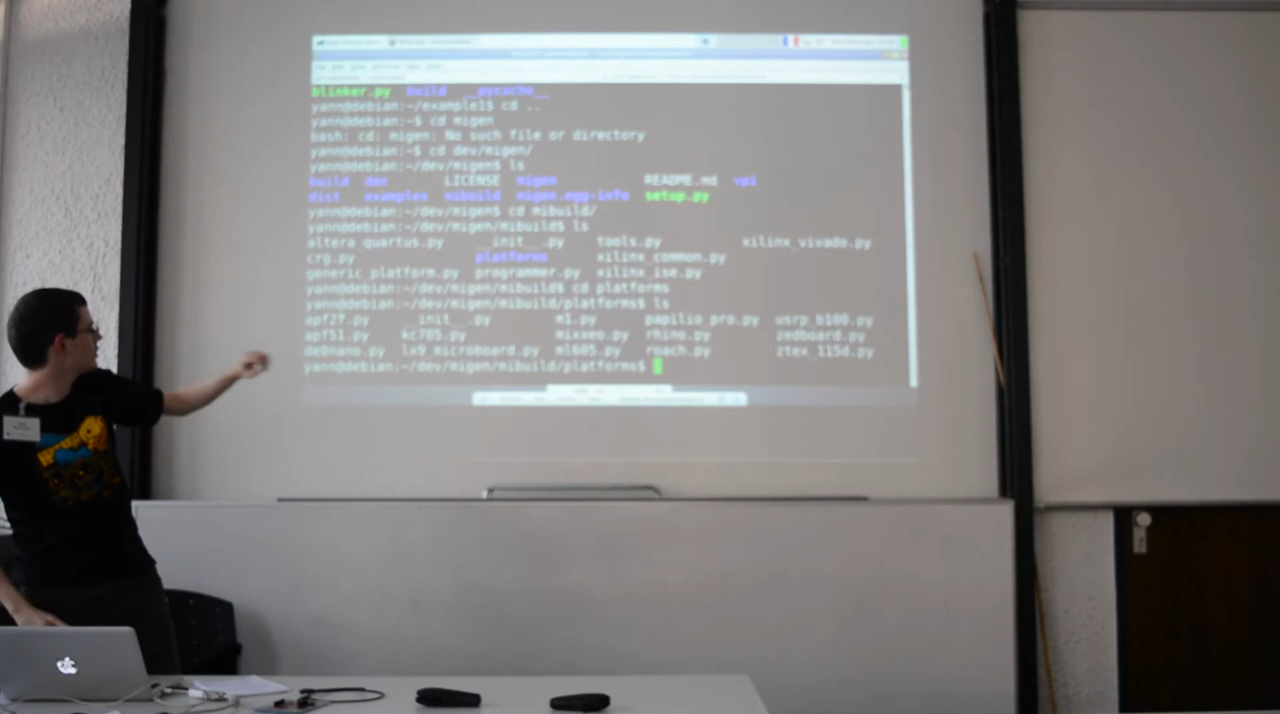 blinker.py build __pycache__
yann@debian:~/example1$ cd ..
yann@debian:~$ cd migen
bash: cd: migen: No such file or directory
yann@debian:~$ cd dev/migen/
yann@debian:~/dev/migen$ ls
build doc LICENSE migen README.md vpi
dist examples mibuild migen.egg-info setup.py
yann@debian:~/dev/migen$ cd mibuild/
yann@debian:~/dev/migen/mibuild$ ls
altera_quartus.py __init__.py tools.py xilinx_vivado.py
crg.py platforms xilinx_common.py
generic_platform.py programmer.py xilinx_ise.py
yann@debian:~/dev/migen/mibuild$ cd platforms
yann@debian:~/dev/migen/mibuild/platforms$ ls
apf27.py __init__.py m1.py papilio_pro.py usrp_b100.py
apf51.py kc705.py mixxeo.py rhino.py zedboard.py
de0nano.py lx9_microboard.py ml605.py roach.py ztex_115d.py
yann@debian:~/dev/migen/mibuild/platforms$